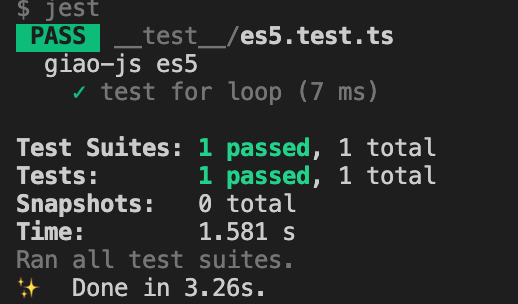 $ jest
PASS __test__/es5.test.ts
giao-js es5
✓ test for loop (7 ms)
Test Suites: 1 passed, 1 total
Tests: 1 passed, 1 total
Snapshots: 0 total
Time: 1.581 s
Ran all test suites.
✨ Done in 3.26s.